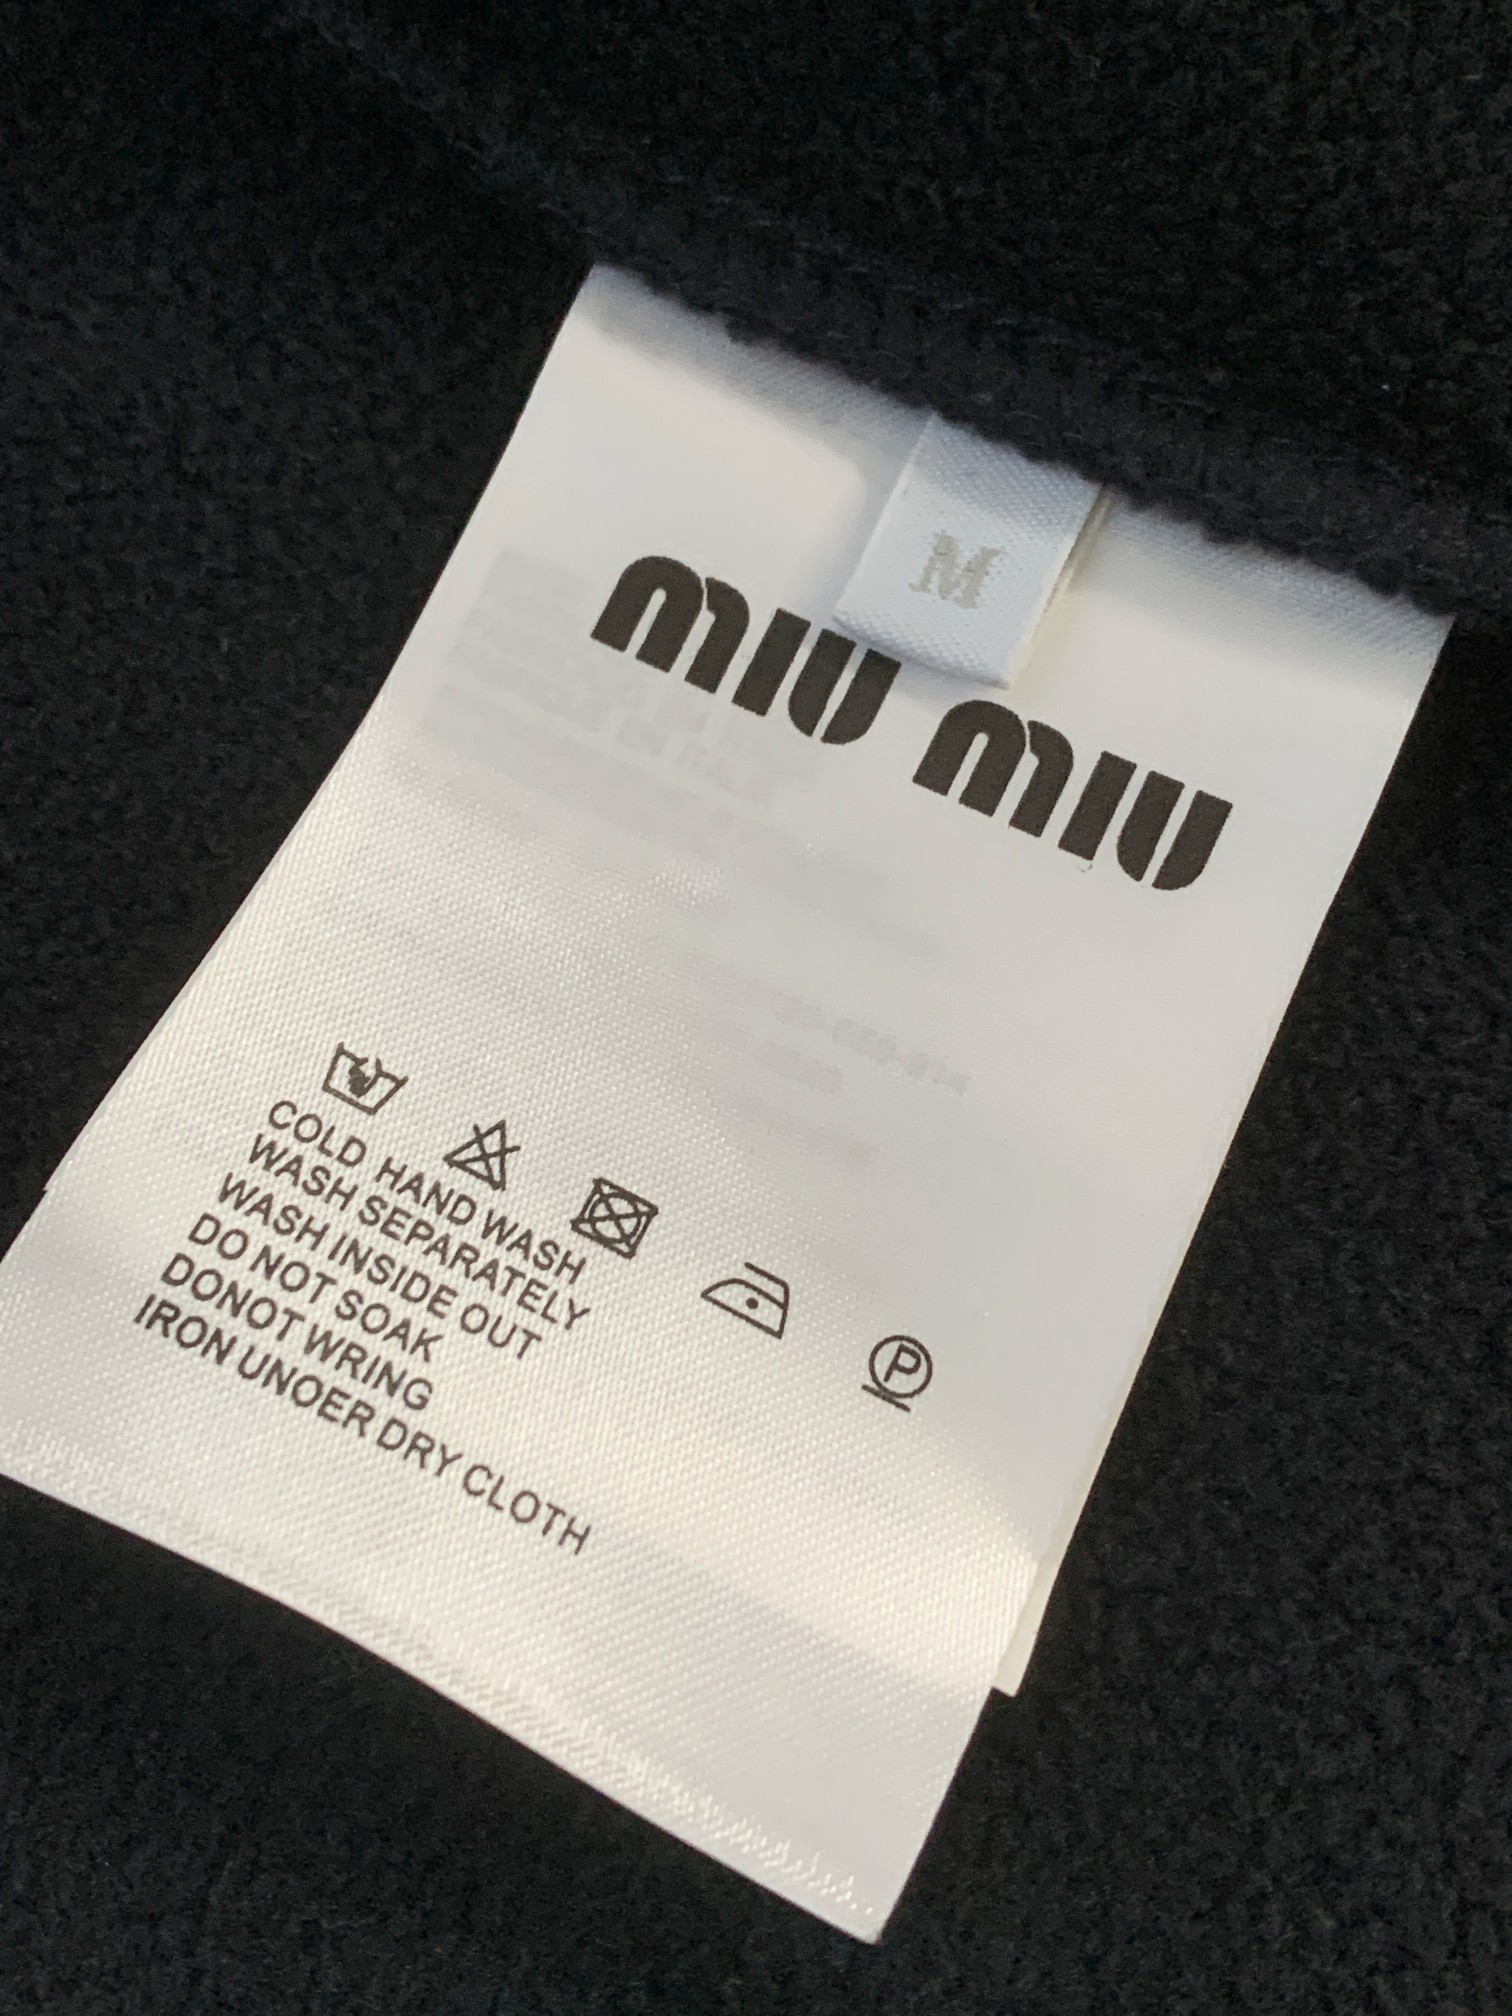 M
miu miu
COLD HAND WASH
WASH SEPARATELY
WASH INSIDE OUT
DO NOT SOAK
DONOT WRING
IRON UNOER DRY CLOTH
P